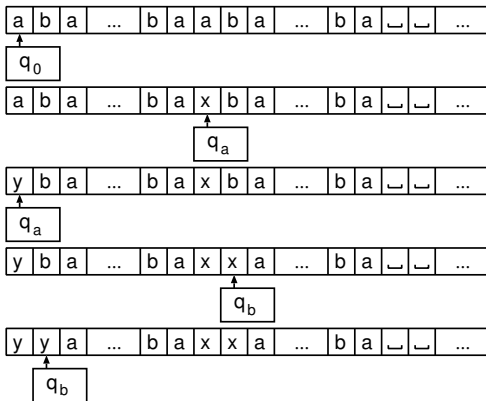 a b a ... b a a b a ... b a ␣ ␣ ...
q0
a b a ... b a x b a ... b a ␣ ␣ ...
qa
y b a ... b a x b a ... b a ␣ ␣ ...
qa
y b a ... b a x x a ... b a ␣ ␣ ...
qb
y y a ... b a x x a ... b a ␣ ␣ ...
qb